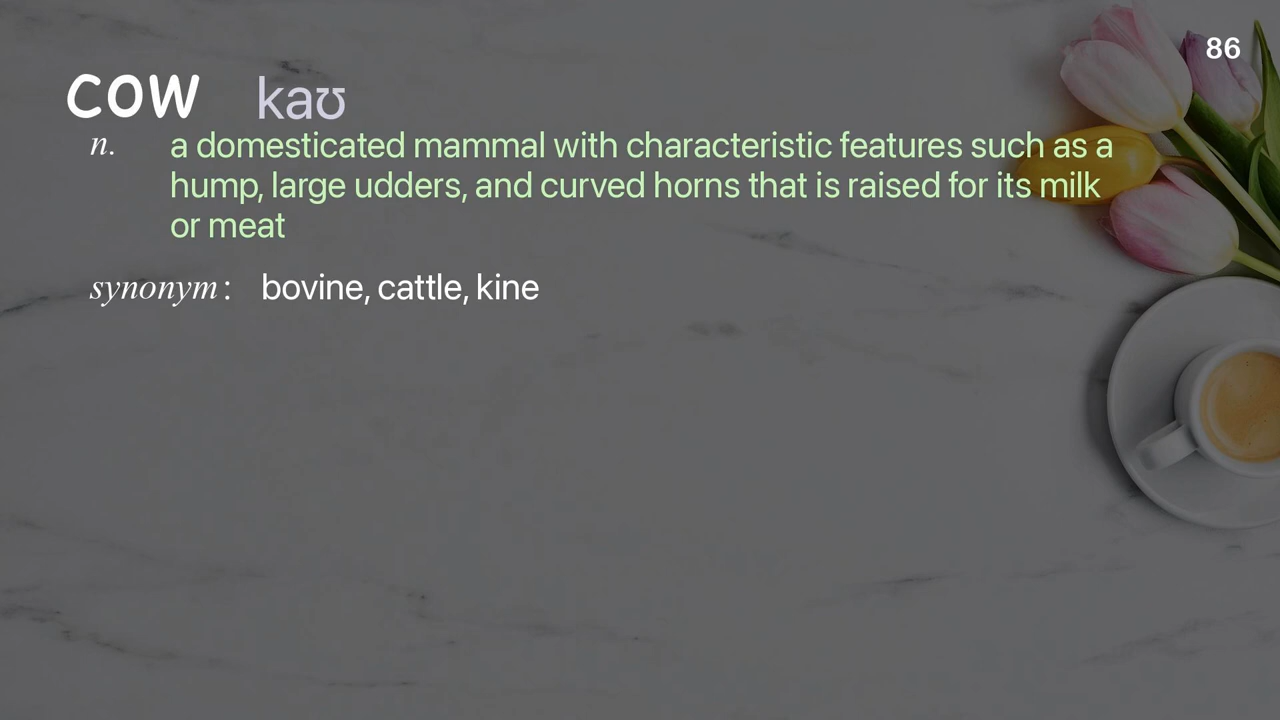 86
cow kaʊ
n. a domesticated mammal with characteristic features such as a
hump, large udders, and curved horns that is raised for its milk
or meat
synonym: bovine, cattle, kine